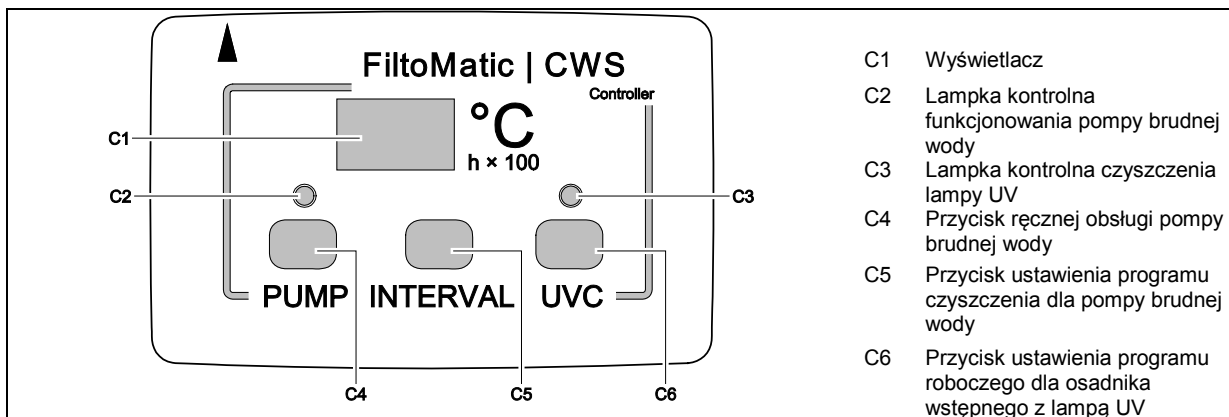 FiltoMatic | CWS
Controller
°C
h × 100
C1
C2
C3
PUMP INTERVAL UVC
C4
C5
C6
C1 Wyświetlacz
C2 Lampka kontrolna
funkcjonowania pompy brudnej
wody
C3 Lampka kontrolna czyszczenia
lampy UV
C4 Przycisk ręcznej obsługi pompy
brudnej wody
C5 Przycisk ustawienia programu
czyszczenia dla pompy brudnej
wody
C6 Przycisk ustawienia programu
roboczego dla osadnika
wstępnego z lampą UV